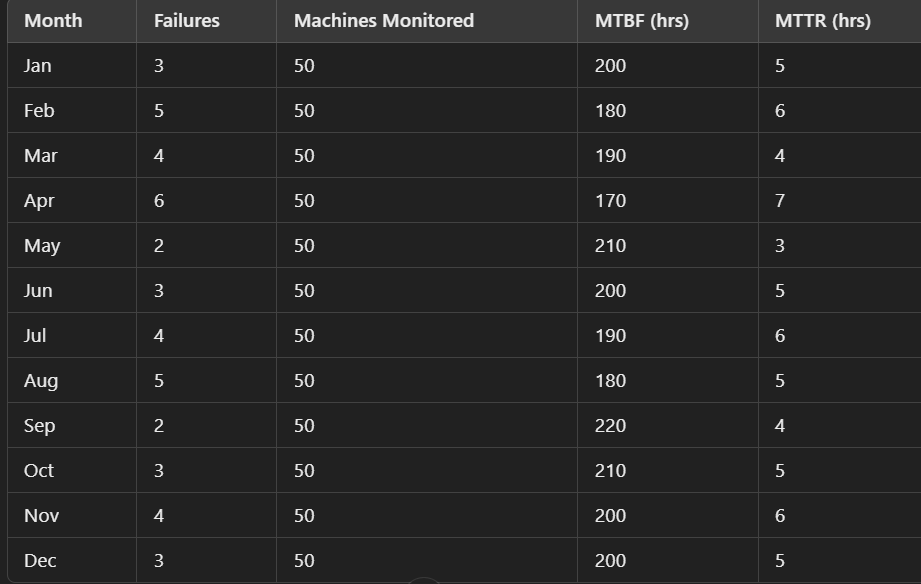 Month Failures Machines Monitored MTBF (hrs) MTTR (hrs)
Jan 3 50 200 5
Feb 5 50 180 6
Mar 4 50 190 4
Apr 6 50 170 7
May 2 50 210 3
Jun 3 50 200 5
Jul 4 50 190 6
Aug 5 50 180 5
Sep 2 50 220 4
Oct 3 50 210 5
Nov 4 50 200 6
Dec 3 50 200 5